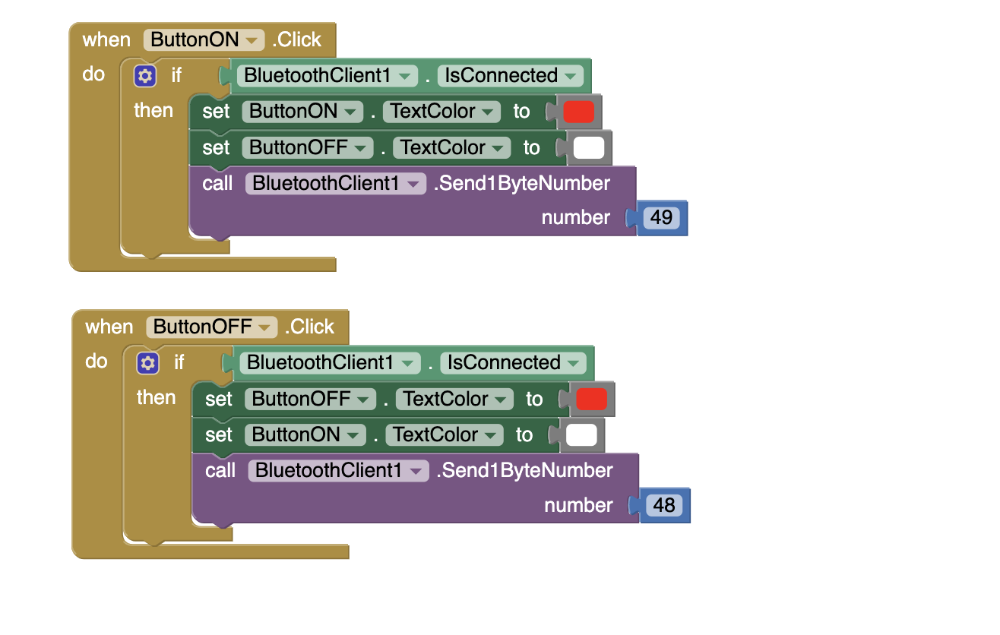 when ButtonON .Click
do if BluetoothClient1 . IsConnected
then set ButtonON . TextColor to
set ButtonOFF . TextColor to
call BluetoothClient1 .Send1ByteNumber
number 49
when ButtonOFF .Click
do if BluetoothClient1 . IsConnected
then set ButtonOFF . TextColor to
set ButtonON . TextColor to
call BluetoothClient1 .Send1ByteNumber
number 48